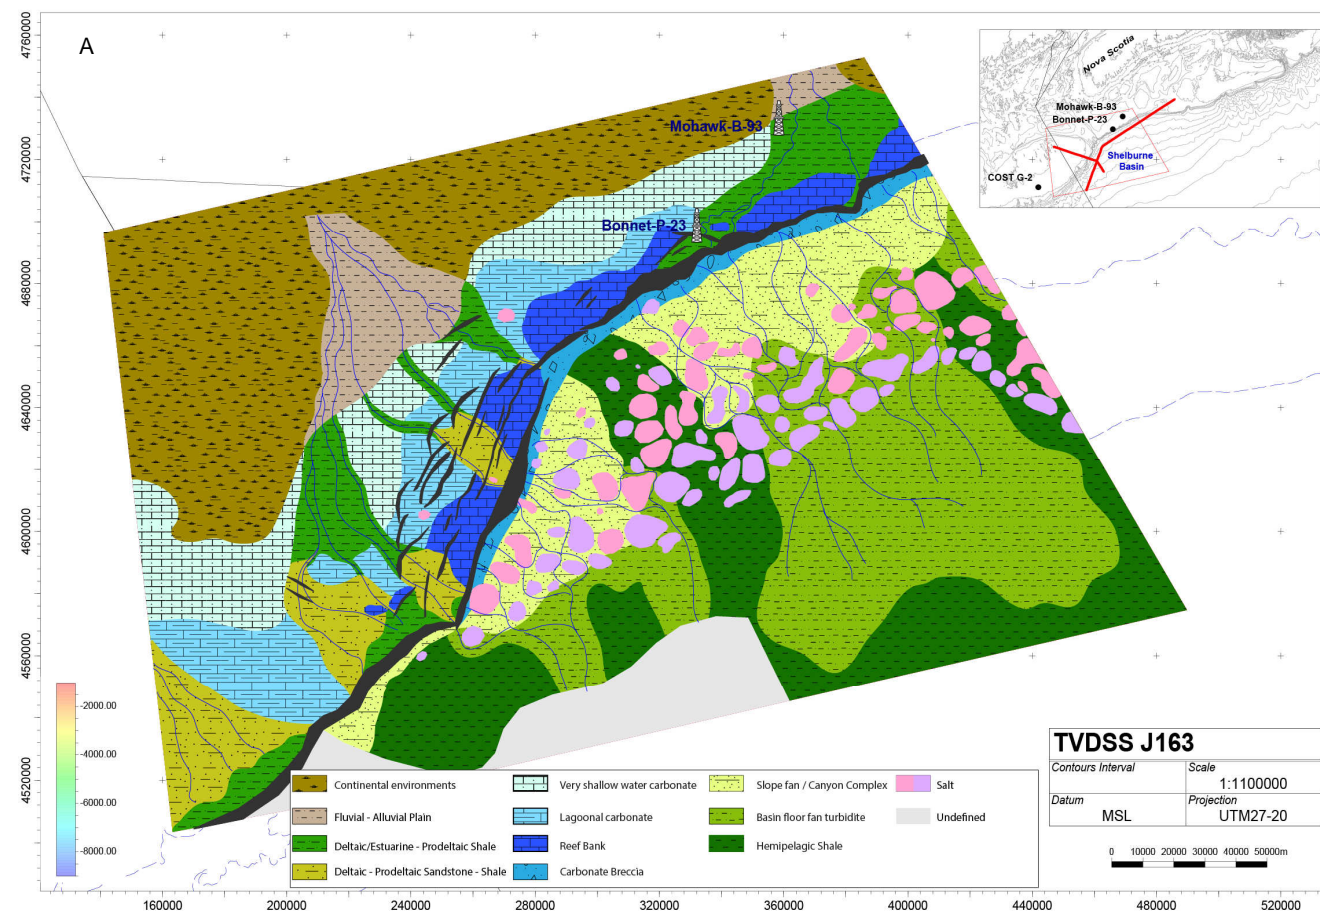 A
4760000
4720000
4680000
4640000
4600000
4560000
4520000
Mohawk-B-93
Bonnet-P-23
Nova Scotia
Mohawk-B-93
Bonnet-P-23
Shelburne
Basin
COST G-2
-2000.00
-4000.00
-6000.00
-8000.00
Continental environments
Fluvial - Alluvial Plain
Deltaic/Estuarine - Prodeltaic Shale
Deltaic - Prodeltaic Sandstone - Shale
Very shallow water carbonate
Lagoonal carbonate
Reef Bank
Carbonate Breccia
Slope fan / Canyon Complex
Basin floor fan turbidite
Hemipelagic Shale
Salt
Undefined
TVDSS J163
Contours Interval
Scale
1:1100000
Datum
MSL
Projection
UTM27-20
0 10000 20000 30000 40000 50000m
160000 200000 240000 280000 320000 360000 400000 440000 480000 520000